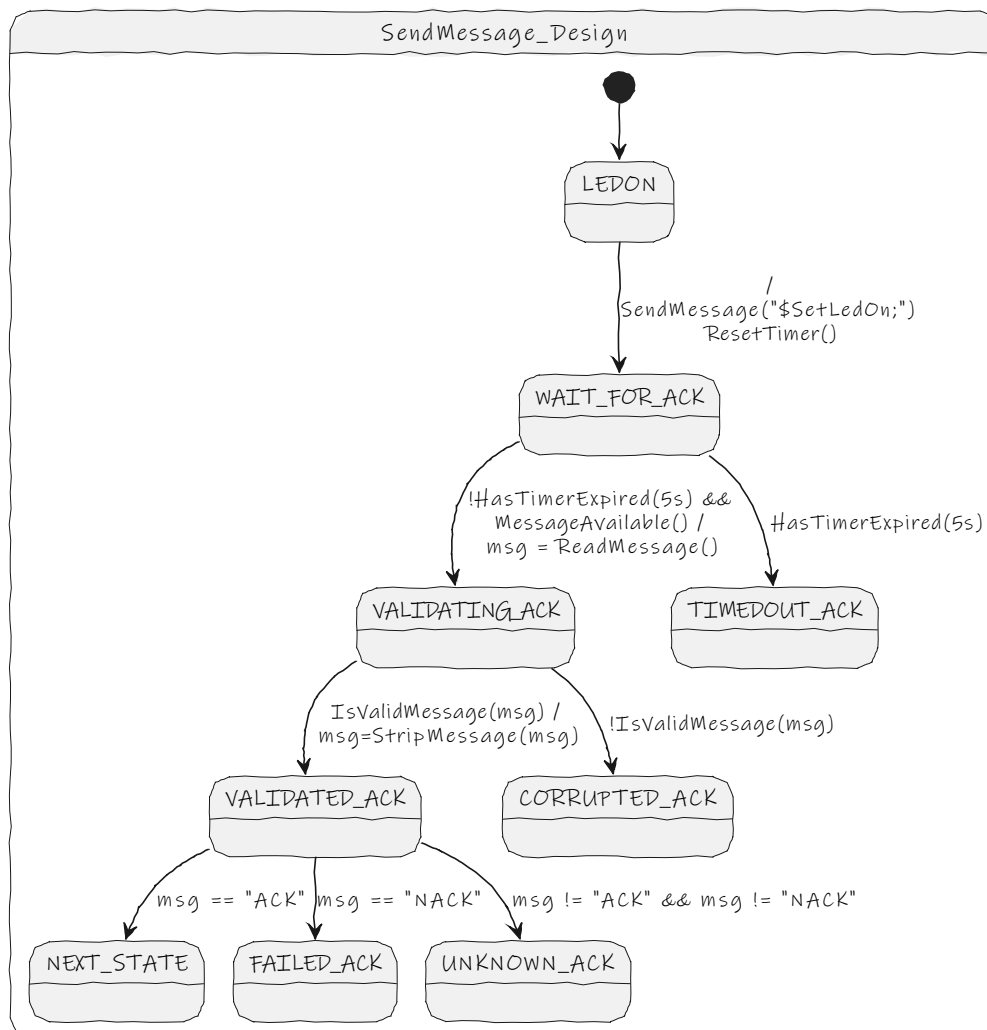 SendMessage_Design
LEDON
/
SendMessage("$SetLedOn;")
ResetTimer()
WAIT_FOR_ACK
!HasTimerExpired(5s) &&
MessageAvailable() /
msg = ReadMessage()
HasTimerExpired(5s)
VALIDATING_ACK
TIMEDOUT_ACK
IsValidMessage(msg) /
msg=StripMessage(msg)
!IsValidMessage(msg)
VALIDATED_ACK
CORRUPTED_ACK
msg == "ACK"
msg == "NACK"
msg != "ACK" && msg != "NACK"
NEXT_STATE
FAILED_ACK
UNKNOWN_ACK